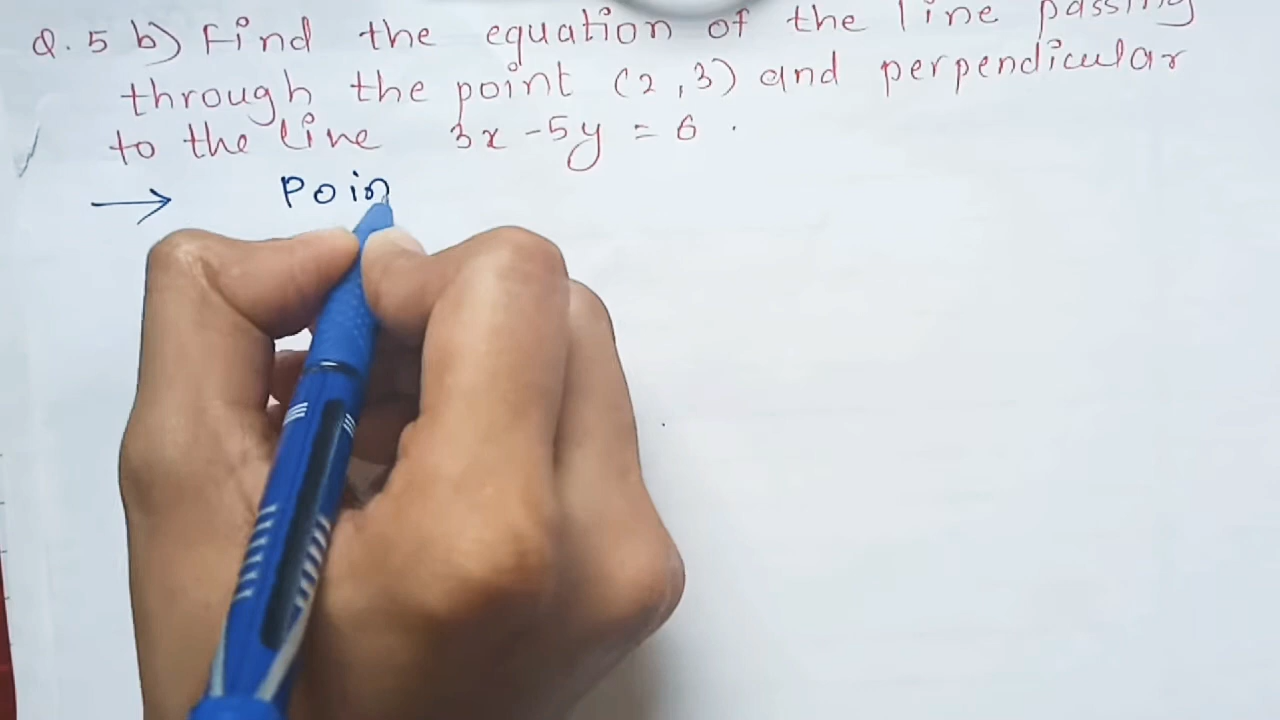 Q. 5 b) Find the equation of the line passing
through the point (2,3) and perpendicular
to the line 3x - 5y = 6 .
→ Poin